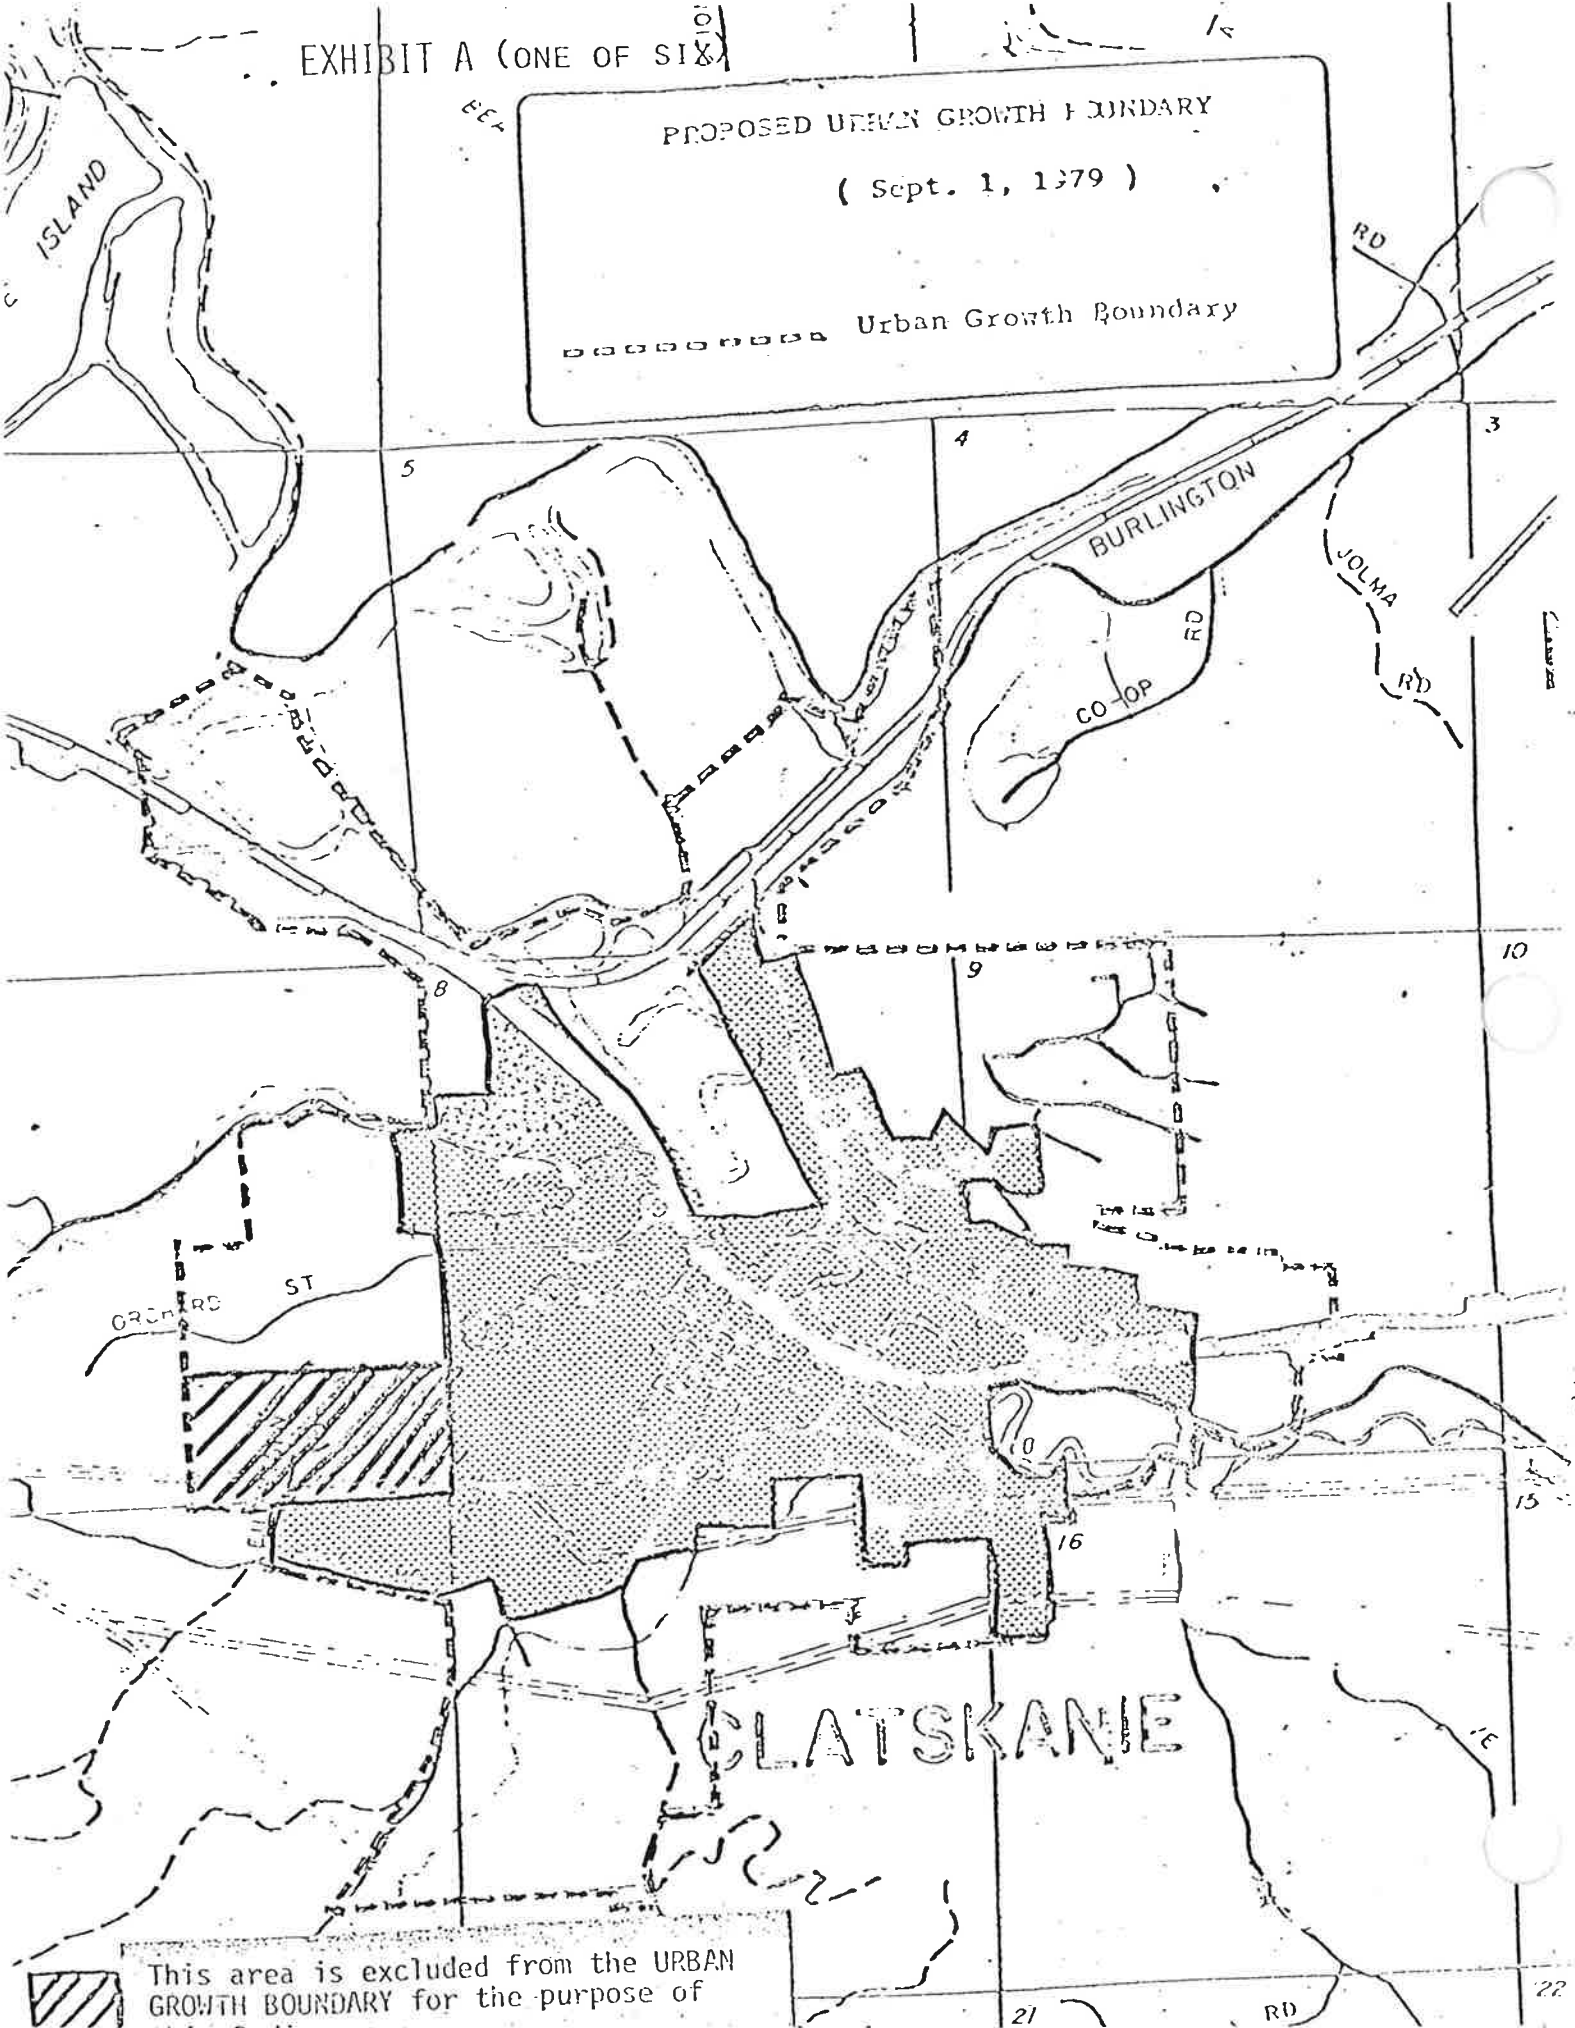 EXHIBIT A (ONE OF SIX)
PROPOSED URBAN GROWTH BOUNDARY
( Sept. 1, 1979 )
Urban Growth Boundary
ISLAND
RD
5
4
3
BURLINGTON
JOLMA
RD
RD
CO-OP
8
9
10
ORCHARD ST
16
15
CLATSKANIE
This area is excluded from the URBAN
GROWTH BOUNDARY for the purpose of
21
RD
22